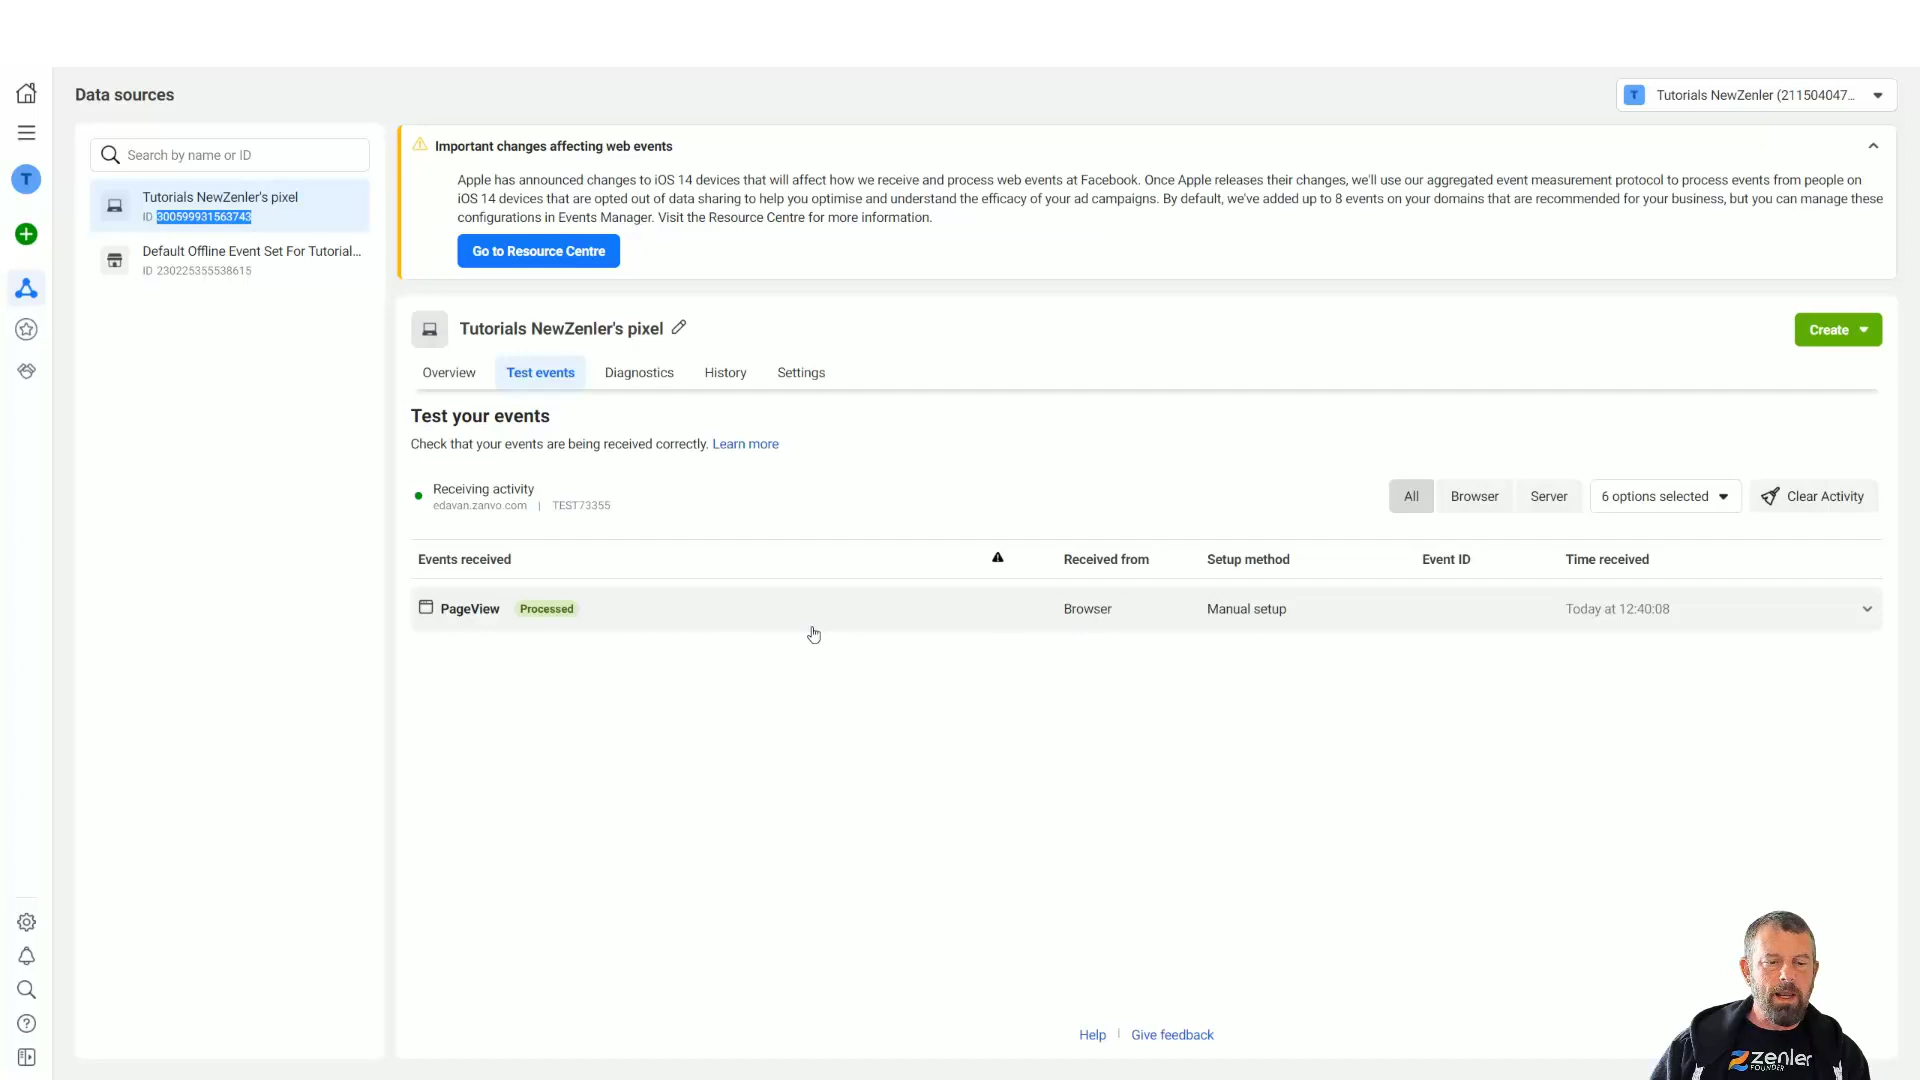 Data sources
T Tutorials NewZenler (211504047...
Search by name or ID
T
Tutorials NewZenler's pixel
ID 300599931563743
Default Offline Event Set For Tutorial...
ID 230225355538615
Important changes affecting web events
Apple has announced changes to iOS 14 devices that will affect how we receive and process web events at Facebook. Once Apple releases their changes, we'll use our aggregated event measurement protocol to process events from people on
iOS 14 devices that are opted out of data sharing to help you optimise and understand the efficacy of your ad campaigns. By default, we've added up to 8 events on your domains that are recommended for your business, but you can manage these
configurations in Events Manager. Visit the Resource Centre for more information.
Go to Resource Centre
Tutorials NewZenler's pixel
Create
Overview Test events Diagnostics History Settings
Test your events
Check that your events are being received correctly. Learn more
Receiving activity
edavan.zanvo.com | TEST73355
All Browser Server 6 options selected Clear Activity
Events received Received from Setup method Event ID Time received
PageView Processed Browser Manual setup Today at 12:40:08
Help | Give feedback
zenler
FOUNDER